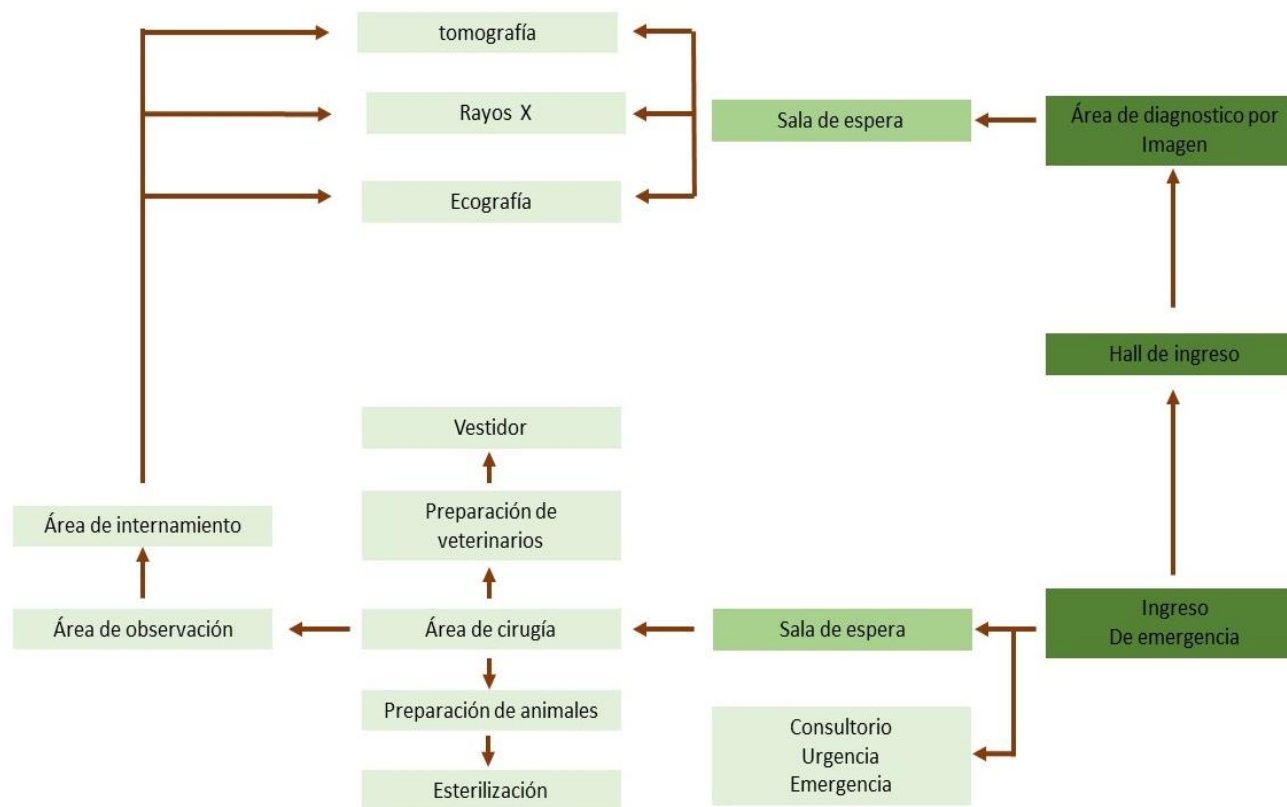 tomografía
Rayos X
Sala de espera
Área de diagnostico por
Imagen
Ecografía
Hall de ingreso
Vestidor
Preparación de
veterinarios
Área de internamiento
Área de observación
Área de cirugía
Sala de espera
Ingreso
De emergencia
Preparación de animales
Consultorio
Urgencia
Emergencia
Esterilización